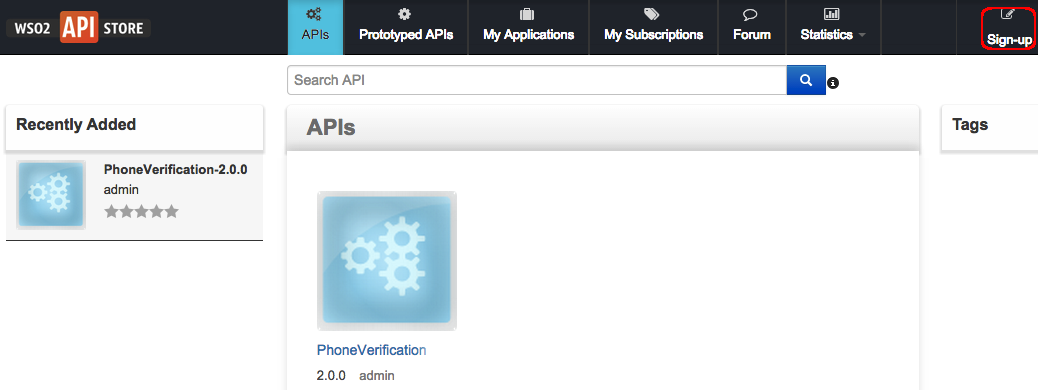 WSO2 API STORE
APIs
Prototyped APIs
My Applications
My Subscriptions
Forum
Statistics
Sign-up
Search API
Recently Added
PhoneVerification-2.0.0
admin
APIs
PhoneVerification
2.0.0 admin
Tags